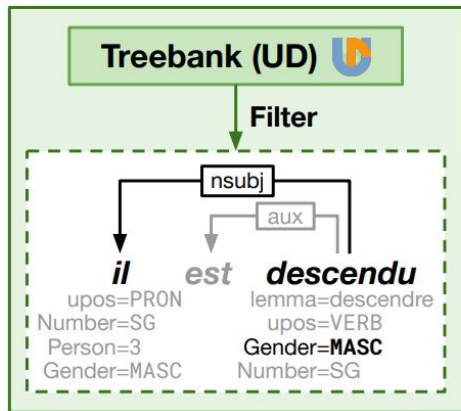 Treebank (UD) UD
Filter
nsubj
aux
il est descendu
upos=PRON lemma=descendre
Number=SG upos=VERB
Person=3 Gender=MASC
Gender=MASC Number=SG